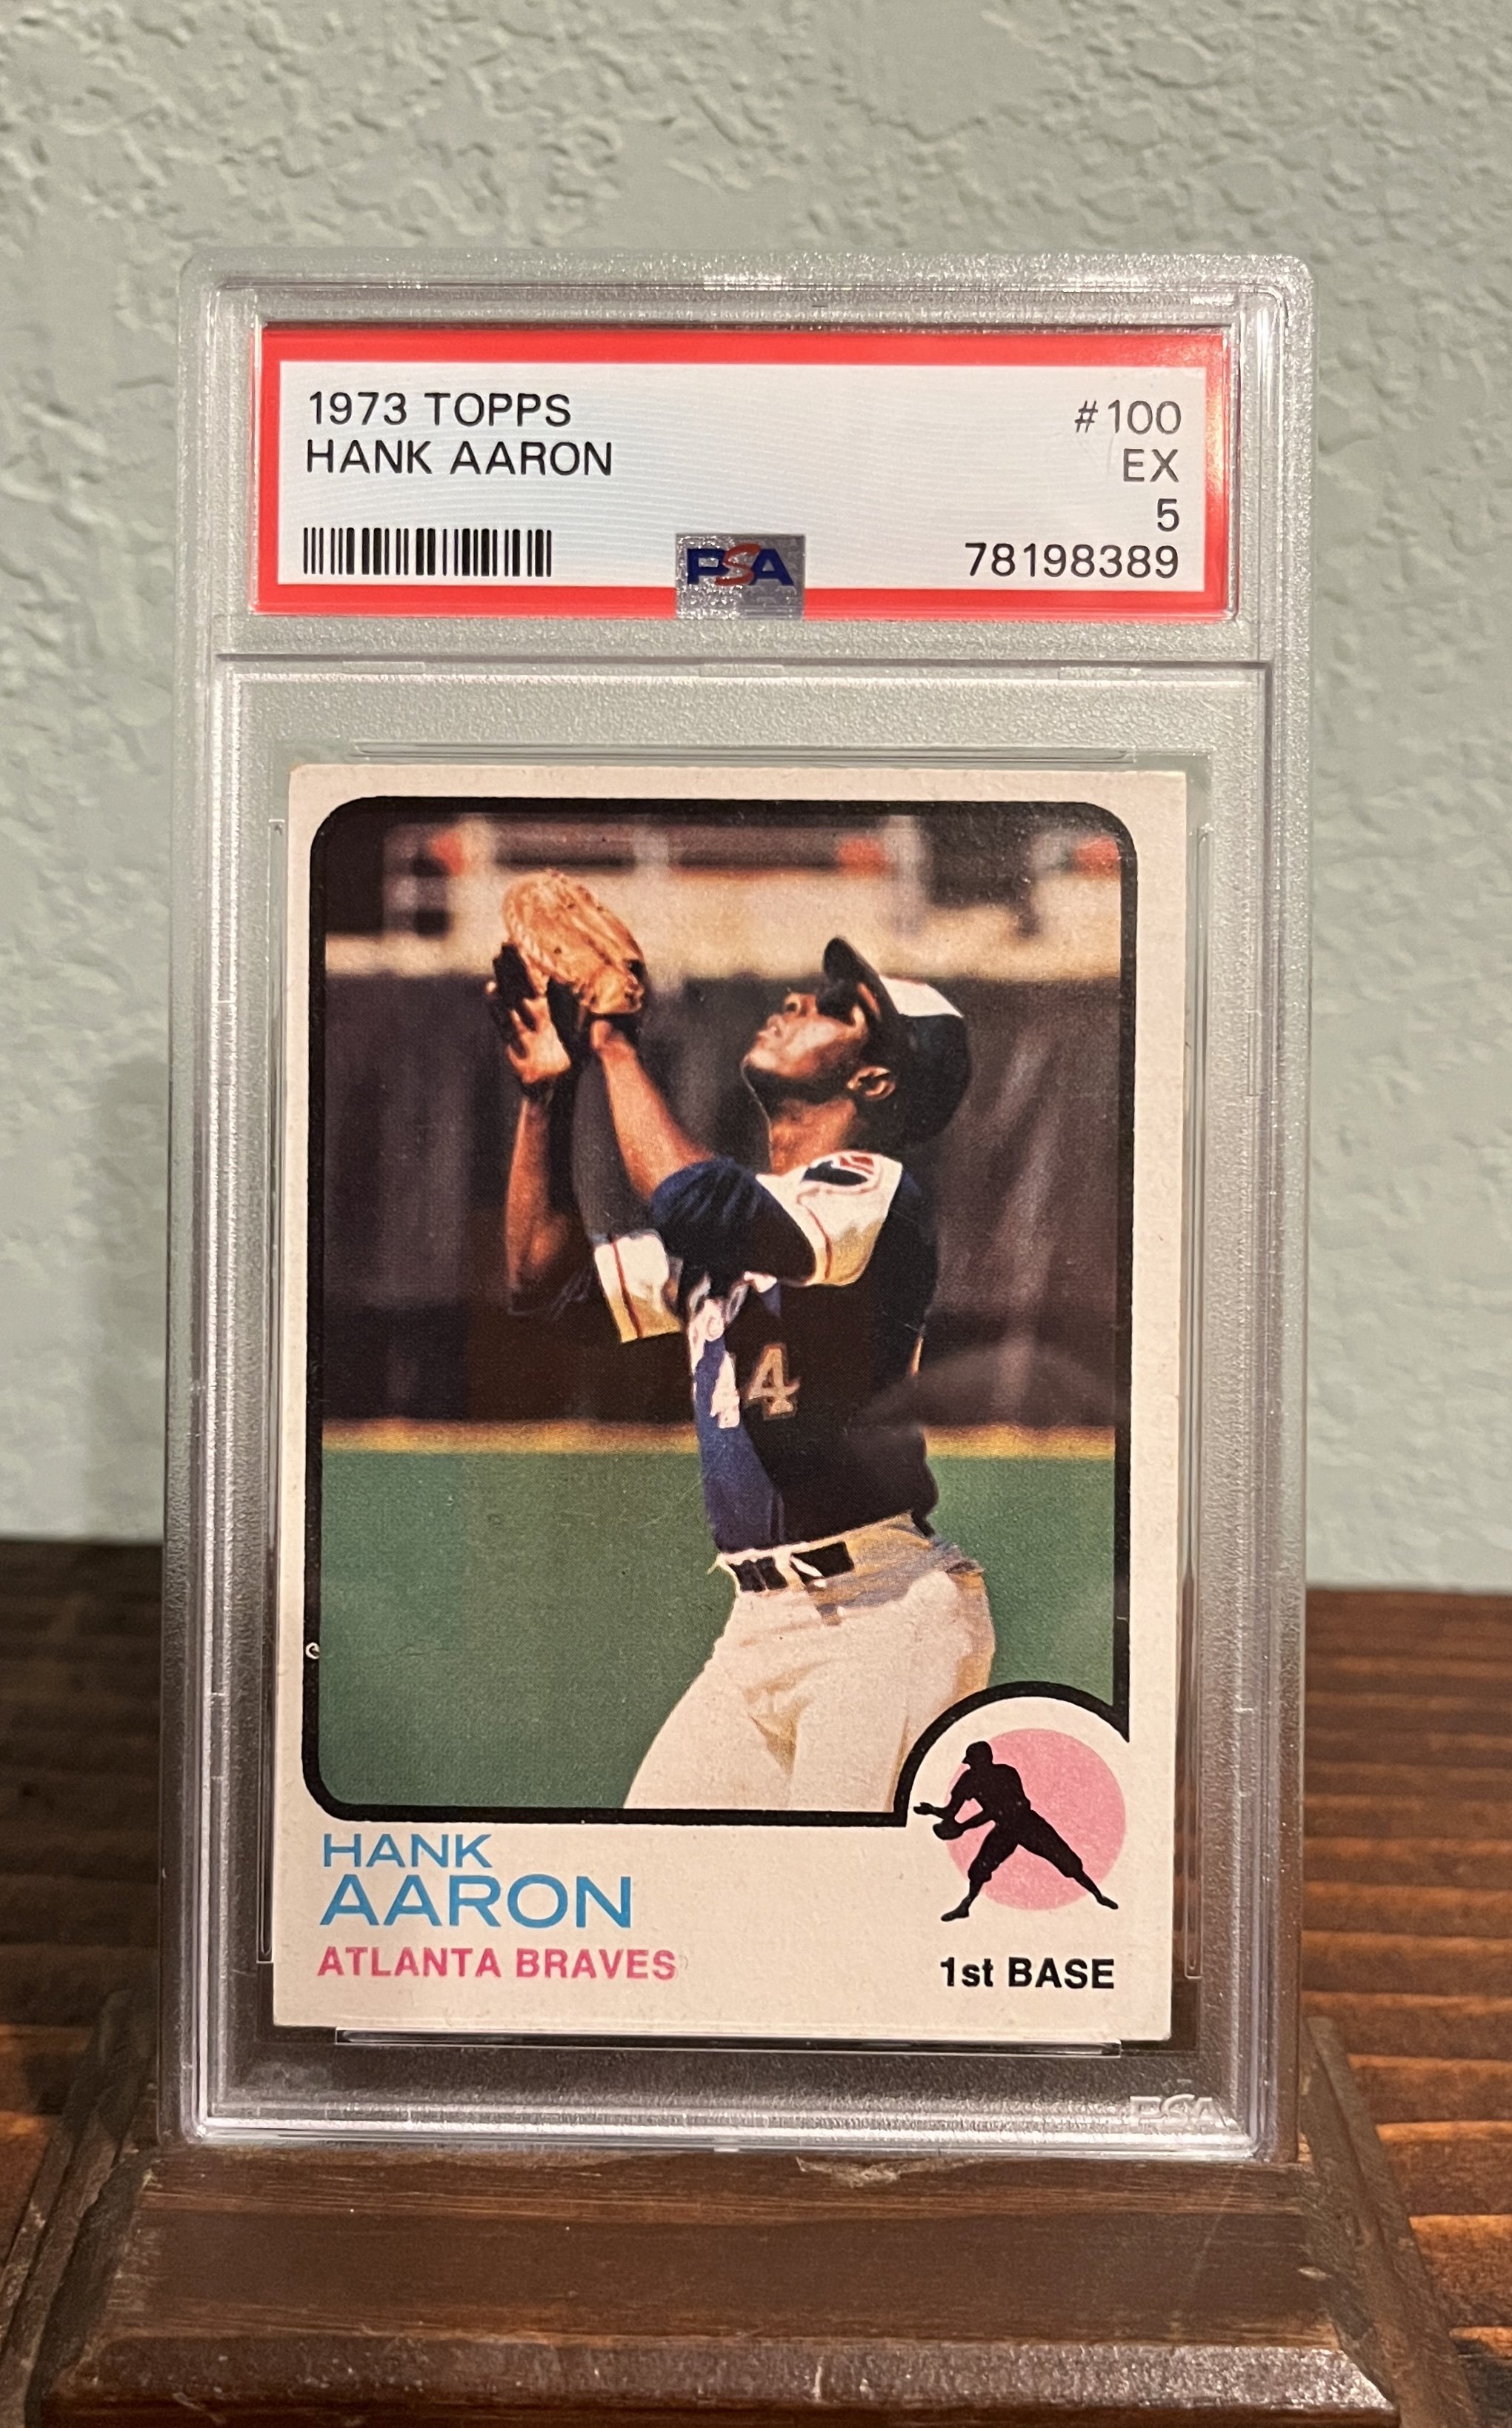 1973 TOPPS #100
HANK AARON EX
5
PSA 78198389
44
HANK
AARON
ATLANTA BRAVES
1st BASE
PSA